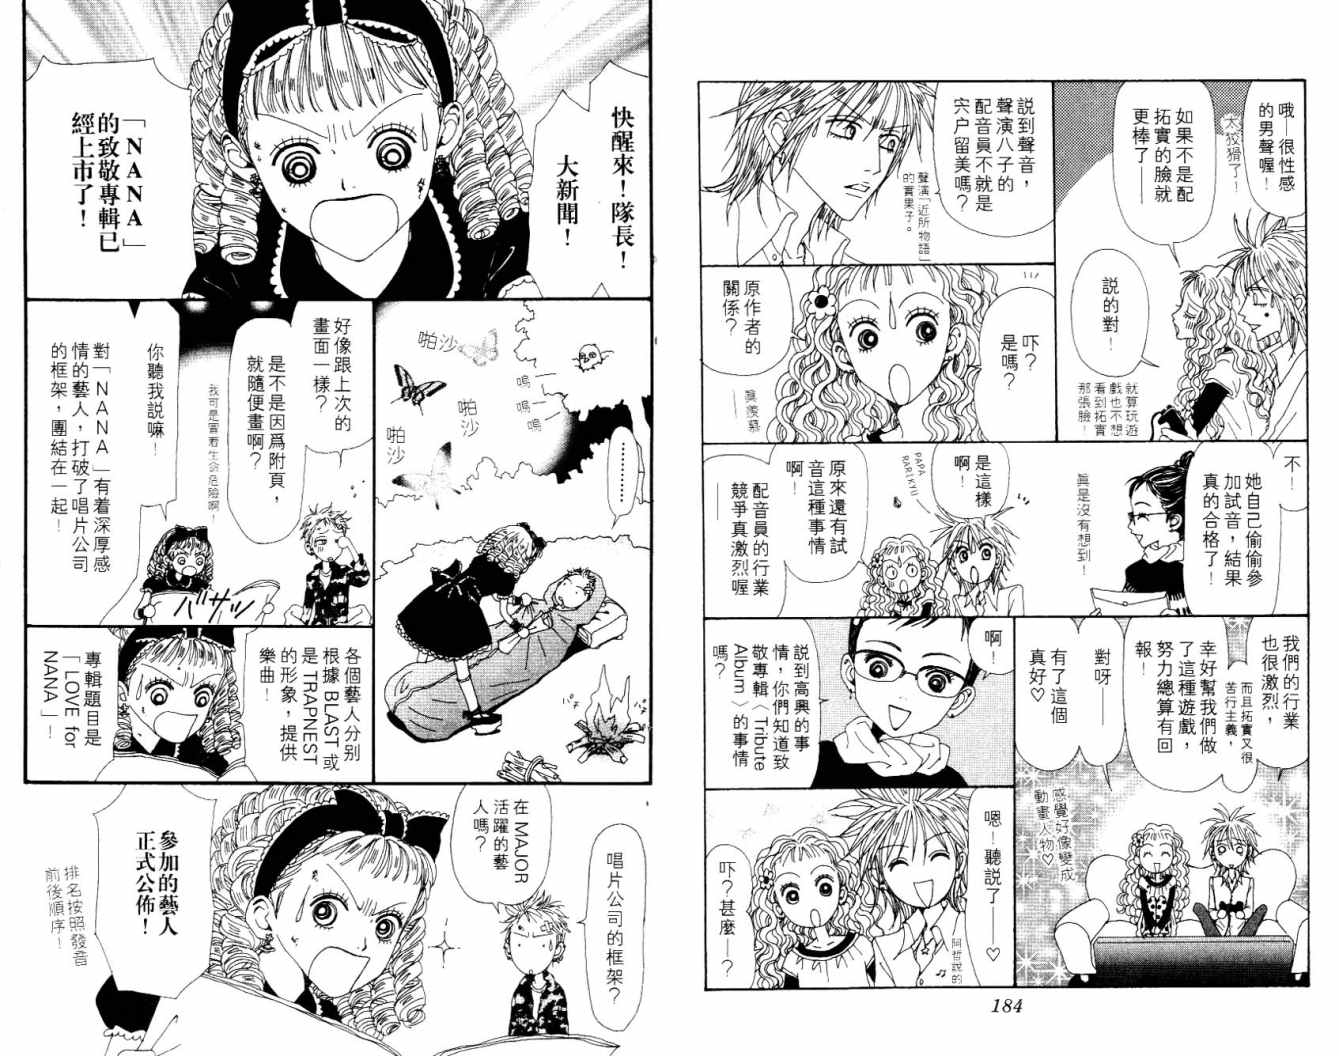 哦—很性感
的男聲喔！
太狡猾了！
如果不是配
拓實的臉就
更棒了——
說的對！
就算玩遊
戲也不想
看到拓實
那張臉！
説到聲音，
聲演八子的
配音員不就是
宍户留美嗎？
聲演「近所物語」
的實果子。
吓？
是嗎？
原作者的
關係？
——真羨慕
不！
她自己偷偷參
加試音，結果
真的合格了！
真是沒有想到！
是這樣
啊！
PAPA
RARIKYU
原來還有試
音這種事情
啊！
配音員的行業
競爭真激烈喔
——
我們的行業
也很激烈，
而且拓實又很
苦行主義，
幸好幫我們做
了這種遊戲，
努力總算有回
報！
對呀——
有了這個
真好♡
感覺好像變成
動畫人物♡
啊！
説到高興的事
情，你們知道致
敬專輯〈Tribute
Album〉的事情
嗎？
嗯！聽説了——♡
阿哲説的
吓？甚麼——？
184
快醒來！隊長！
大新聞！
「NANA」
的致敬專輯已
經上市了！
………
嗚—
嗚—
嗚
啪沙
啪沙
啪沙
好像跟上次的
畫面一樣？
是不是因爲附頁，
就隨便畫啊？
我可是冒着生命危險啊！
你聽我説嘛！
對「NANA」有着深厚感
情的藝人，打破了唱片公司
的框架，團結在一起！
バサッ
各個藝人分別
根據BLAST或
是TRAPNEST
的形象，提供
樂曲！
專輯題目是
「LOVE for
NANA」！
唱片公司的框架？
在MAJOR
活躍的藝
人嗎？
參加的藝人
正式公佈！
排名按照發音
前後順序！